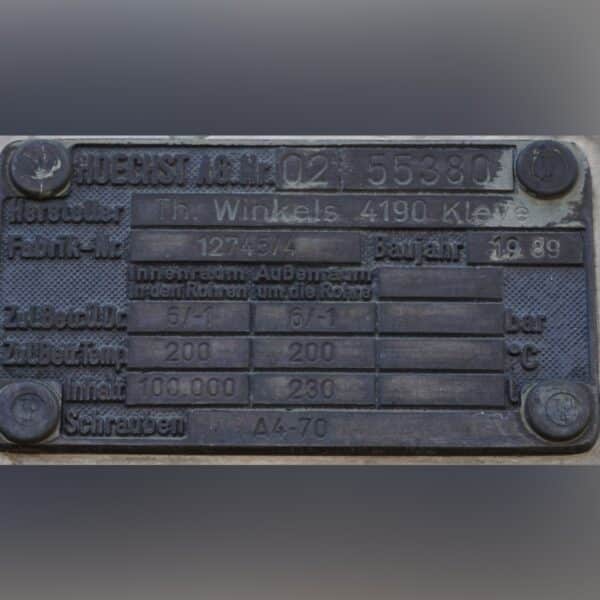 HOECHST AG. Nr. 02 55380
Hersteller Th. Winkels 4190 Kleve
Fabrik-Nr. 12745/4 Baujahr 19 89
Innenraum Außenraum
in den Rohren um die Rohre
Zul.Betr.Dr. 6/-1 6/-1 bar
Zul.Betr.Temp. 200 200 °C
Inhalt 100.000 230 l
Schrauben A4-70